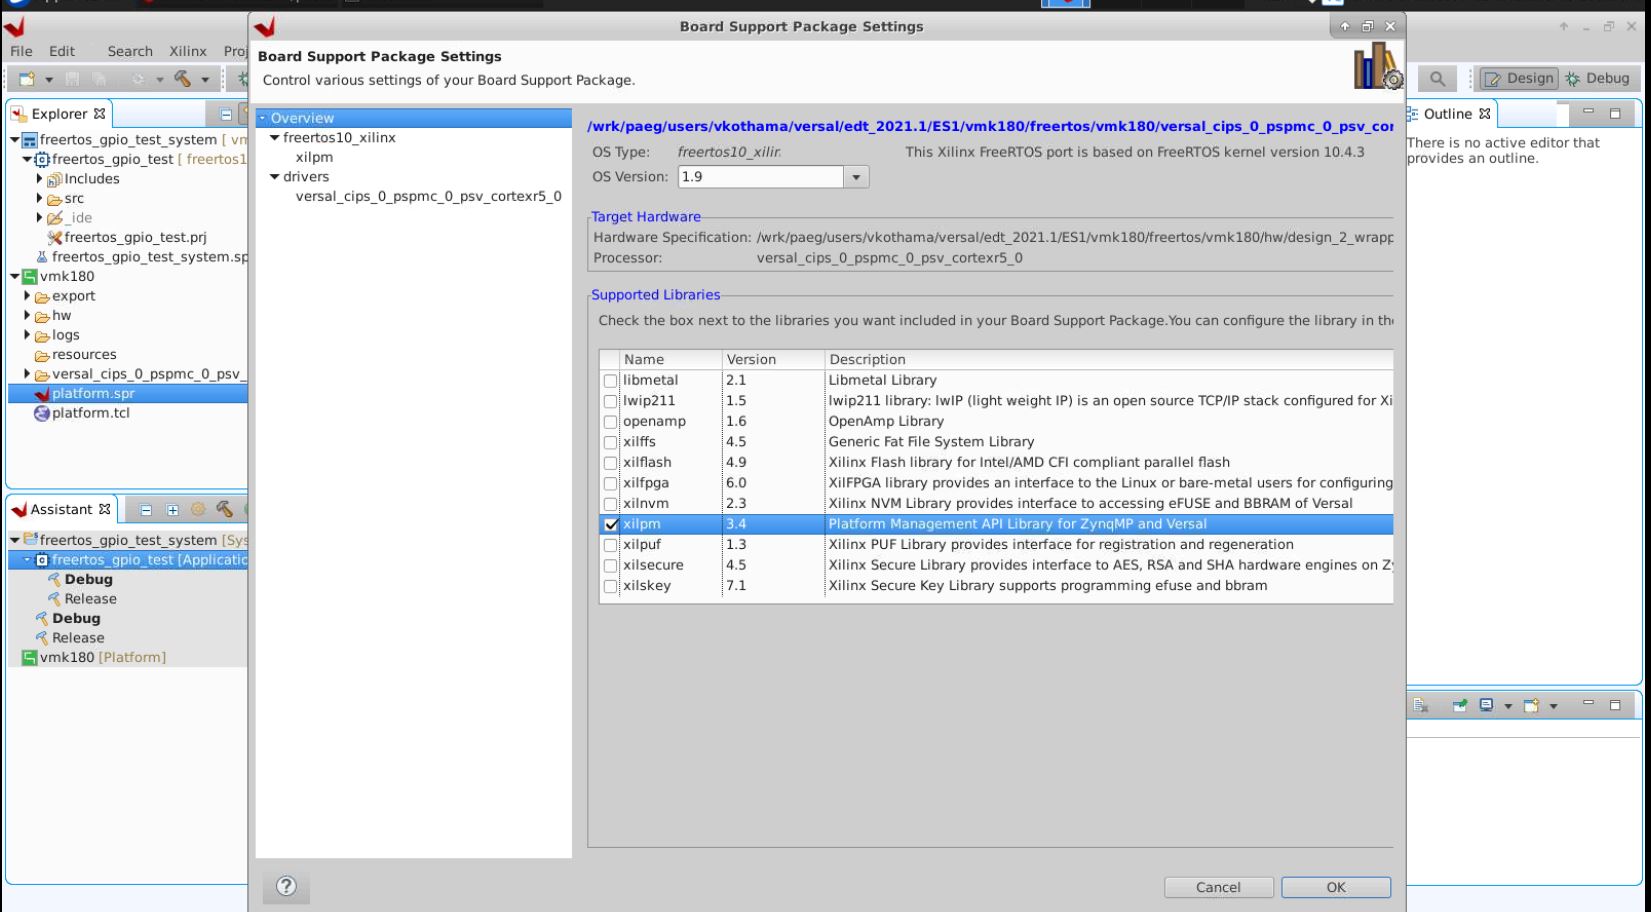 Board Support Package Settings
File Edit Search Xilinx
Board Support Package Settings
Control various settings of your Board Support Package.
Design Debug
Explorer
freertos_gpio_test_system [
freertos_gpio_test [
Includes
src
_ide
freertos_gpio_test.prj
freertos_gpio_test_system.sp
vmk180
export
hw
logs
resources
versal_cips_0_pspmc_0_psv_
platform.spr
platform.tcl
Assistant
freertos_gpio_test_system [Sys
freertos_gpio_test [Applicatio
Debug
Release
Debug
Release
vmk180 [Platform]
Overview
freertos10_xilinx
xilpm
drivers
versal_cips_0_pspmc_0_psv_cortexr5_0
/wrk/paeg/users/vkothama/versal/edt_2021.1/ES1/vmk180/freertos/vmk180/versal_cips_0_pspmc_0_psv_cor
OS Type: freertos10_xilin This Xilinx FreeRTOS port is based on FreeRTOS kernel version 10.4.3
OS Version: 1.9
Target Hardware
Hardware Specification: /wrk/paeg/users/vkothama/versal/edt_2021.1/ES1/vmk180/freertos/vmk180/hw/design_2_wrapp
Processor: versal_cips_0_pspmc_0_psv_cortexr5_0
Supported Libraries
Check the box next to the libraries you want included in your Board Support Package.You can configure the library in the
Name Version Description
libmetal 2.1 Libmetal Library
lwip211 1.5 lwip211 library: lwIP (light weight IP) is an open source TCP/IP stack configured for Xi
openamp 1.6 OpenAmp Library
xilffs 4.5 Generic Fat File System Library
xilflash 4.9 Xilinx Flash library for Intel/AMD CFI compliant parallel flash
xilfpga 6.0 XilFPGA library provides an interface to the Linux or bare-metal users for configuring
xilnvm 2.3 Xilinx NVM Library provides interface to accessing eFUSE and BBRAM of Versal
xilpm 3.4 Platform Management API Library for ZynqMP and Versal
xilpuf 1.3 Xilinx PUF Library provides interface for registration and regeneration
xilsecure 4.5 Xilinx Secure Library provides interface to AES, RSA and SHA hardware engines on Zy
xilskey 7.1 Xilinx Secure Key Library supports programming efuse and bbram
Cancel OK
Outline
There is no active editor that
provides an outline.